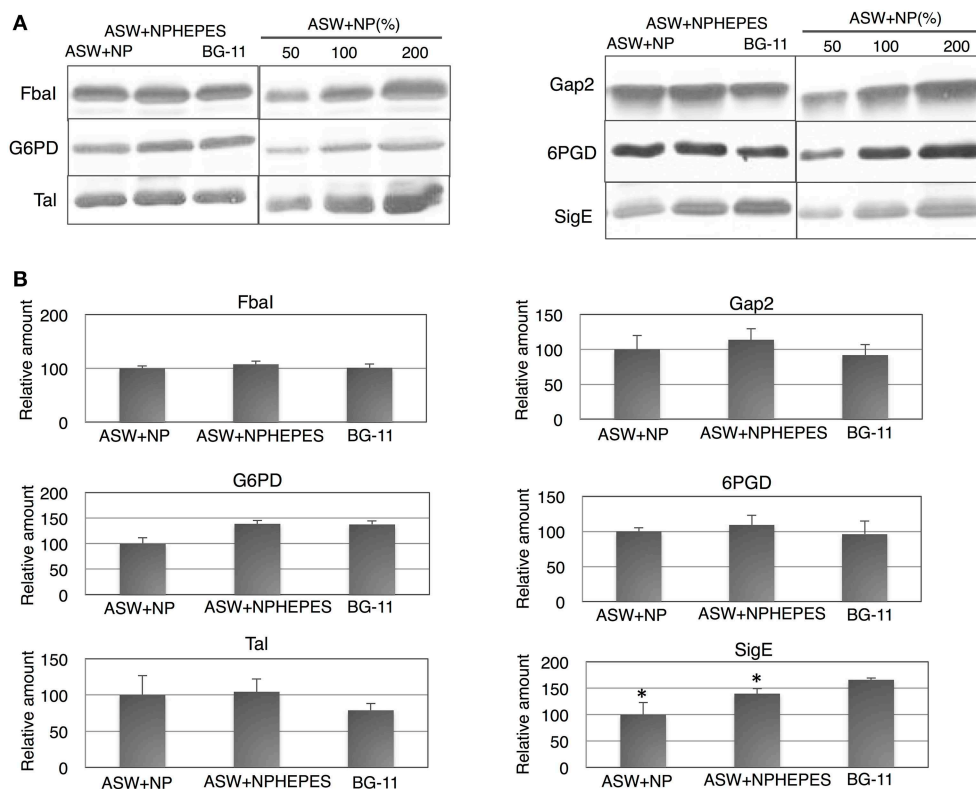 A
ASW+NPHEPES
ASW+NP BG-11
ASW+NP(%)
50 100 200
FbaI
G6PD
Tal
ASW+NPHEPES
ASW+NP BG-11
ASW+NP(%)
50 100 200
Gap2
6PGD
SigE
B
FbaI
Relative amount
200
100
0
ASW+NP ASW+NPHEPES BG-11
Gap2
Relative amount
150
100
50
0
ASW+NP ASW+NPHEPES BG-11
G6PD
Relative amount
200
150
100
50
0
ASW+NP ASW+NPHEPES BG-11
6PGD
Relative amount
150
100
50
0
ASW+NP ASW+NPHEPES BG-11
Tal
Relative amount
150
100
50
0
ASW+NP ASW+NPHEPES BG-11
SigE
Relative amount
200
150
100
50
0
* *
ASW+NP ASW+NPHEPES BG-11